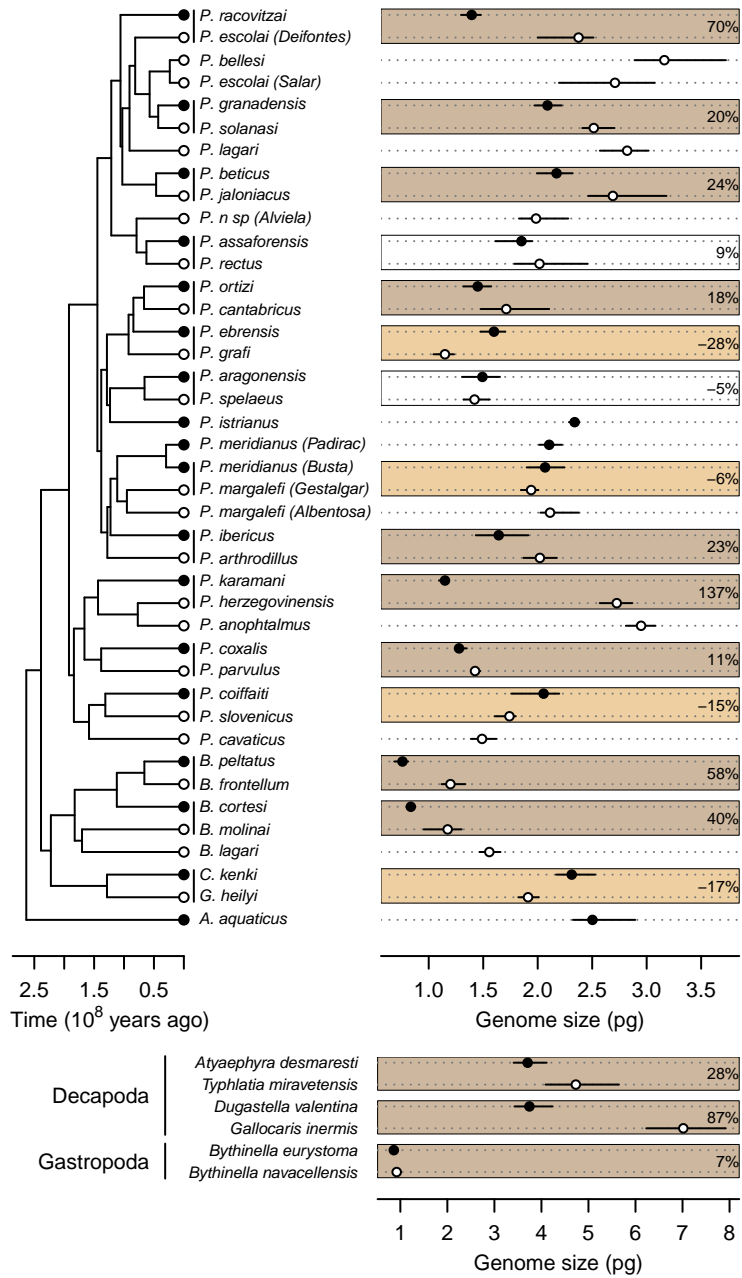 P. racovitzai
P. escolai (Deifontes)
70%
P. bellesi
P. escolai (Salar)
P. granadensis
P. solanasi
20%
P. lagari
P. beticus
P. jaloniacus
24%
P. n sp (Alviela)
P. assaforensis
P. rectus
9%
P. ortizi
P. cantabricus
18%
P. ebrensis
P. grafi
−28%
P. aragonensis
P. spelaeus
−5%
P. istrianus
P. meridianus (Padirac)
P. meridianus (Busta)
P. margalefi (Gestalgar)
−6%
P. margalefi (Albentosa)
P. ibericus
P. arthrodillus
23%
P. karamani
P. herzegovinensis
137%
P. anophtalmus
P. coxalis
P. parvulus
11%
P. coiffaiti
P. slovenicus
−15%
P. cavaticus
B. peltatus
B. frontellum
58%
B. cortesi
B. molinai
40%
B. lagari
C. kenki
G. heilyi
−17%
A. aquaticus
2.5 1.5 0.5
Time (10⁸ years ago)
1.0 1.5 2.0 2.5 3.0 3.5
Genome size (pg)
Decapoda
Atyaephyra desmaresti
Typhlatia miravetensis
28%
Dugastella valentina
Gallocaris inermis
87%
Gastropoda
Bythinella eurystoma
Bythinella navacellensis
7%
1 2 3 4 5 6 7 8
Genome size (pg)